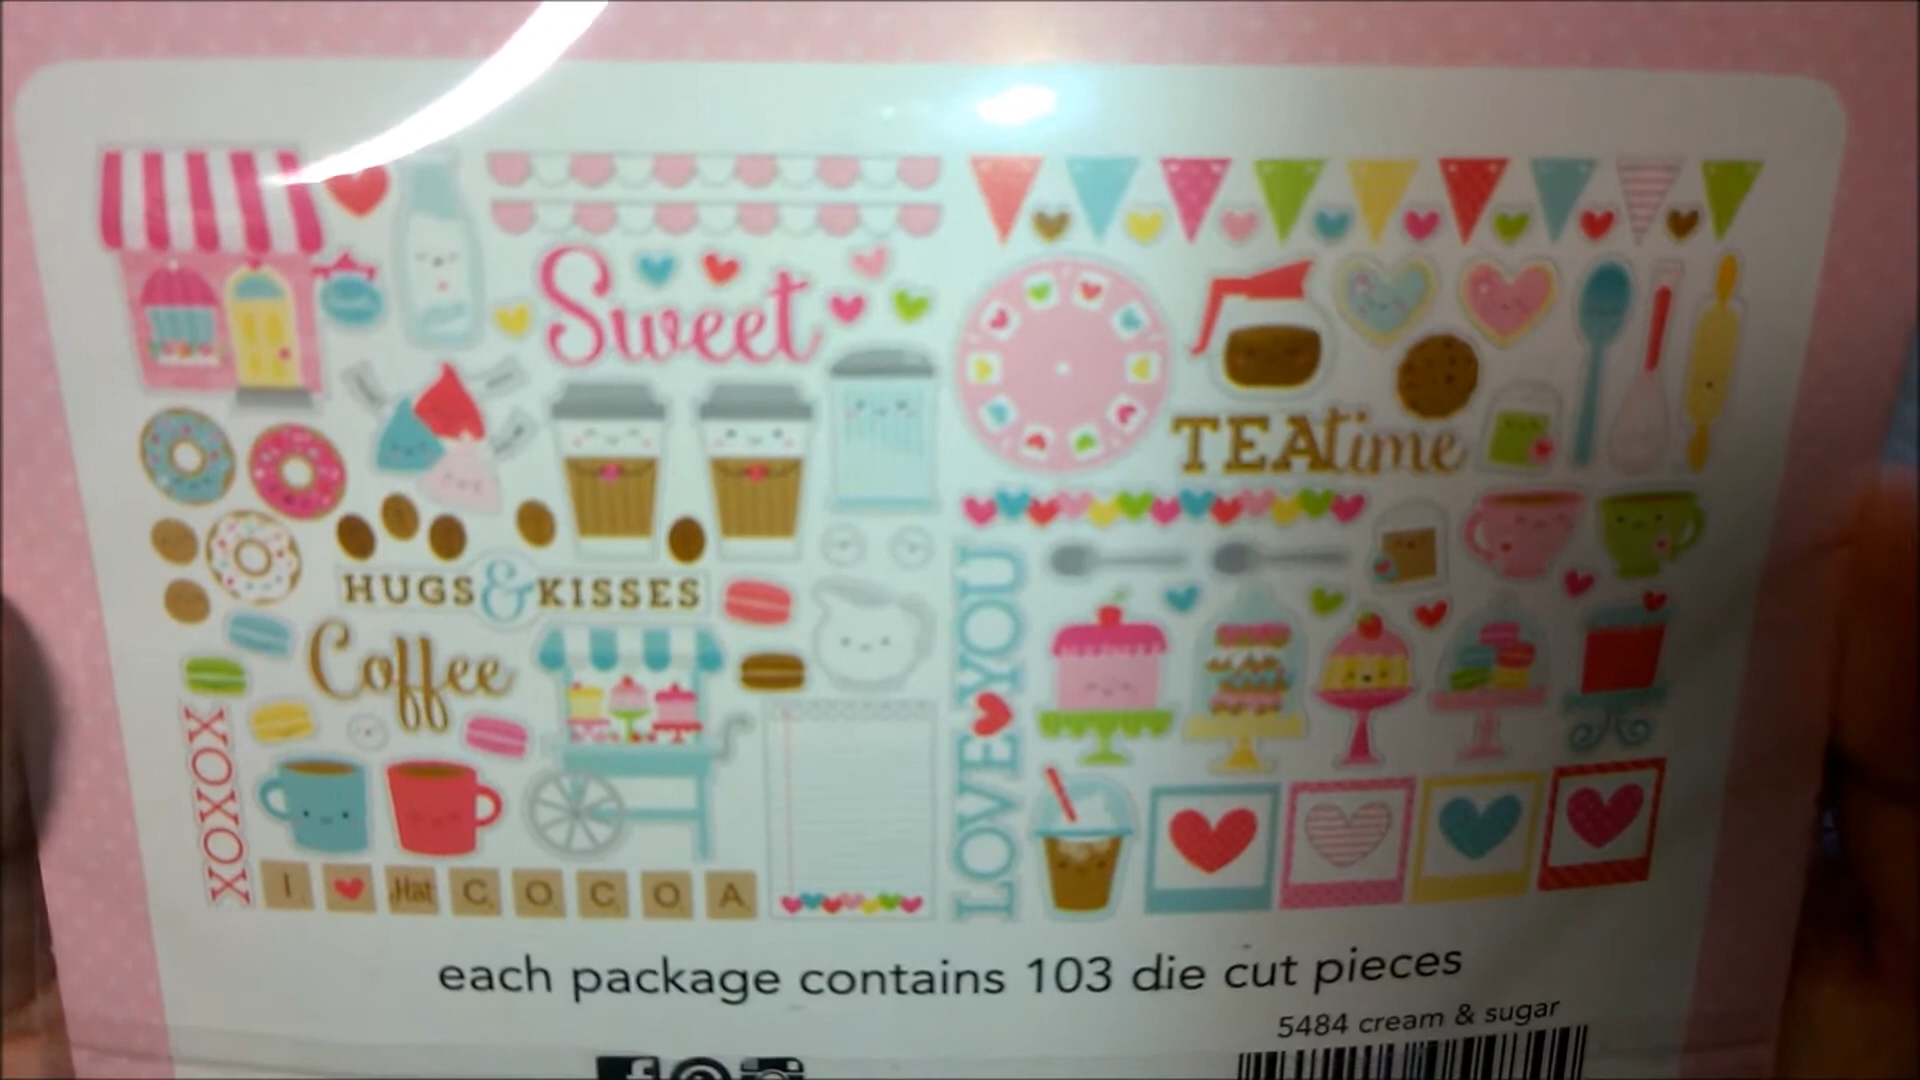 Sweet
TEAtime
HUGS & KISSES
Coffee
XOXOX
LOVE YOU
I Hot COCOA
each package contains 103 die cut pieces
5484 cream & sugar